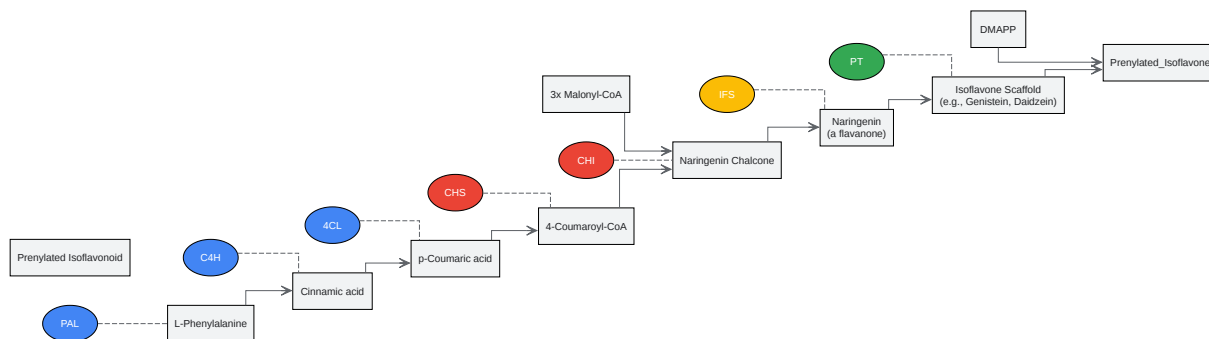 DMAPP
Prenylated_Isoflavone
PT
Isoflavone Scaffold
(e.g., Genistein, Daidzein)
3x Malonyl-CoA
IFS
Naringenin
(a flavanone)
CHI
Naringenin Chalcone
CHS
4-Coumaroyl-CoA
4CL
p-Coumaric acid
Prenylated Isoflavonoid
C4H
Cinnamic acid
PAL
L-Phenylalanine